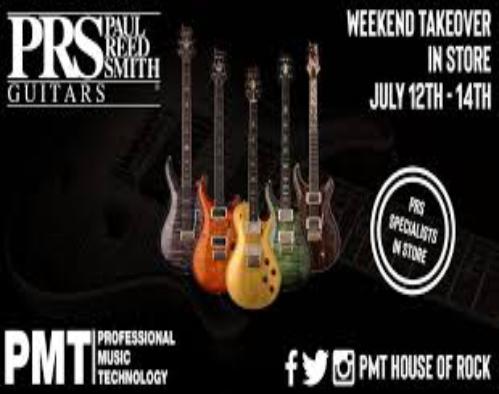 PRS PAUL
REED
SMITH
GUITARS
WEEKEND TAKEOVER
IN STORE
JULY 12TH - 14TH
PRS
SPECIALISTS
IN STORE
PMT PROFESSIONAL
MUSIC
TECHNOLOGY
PMT HOUSE OF ROCK